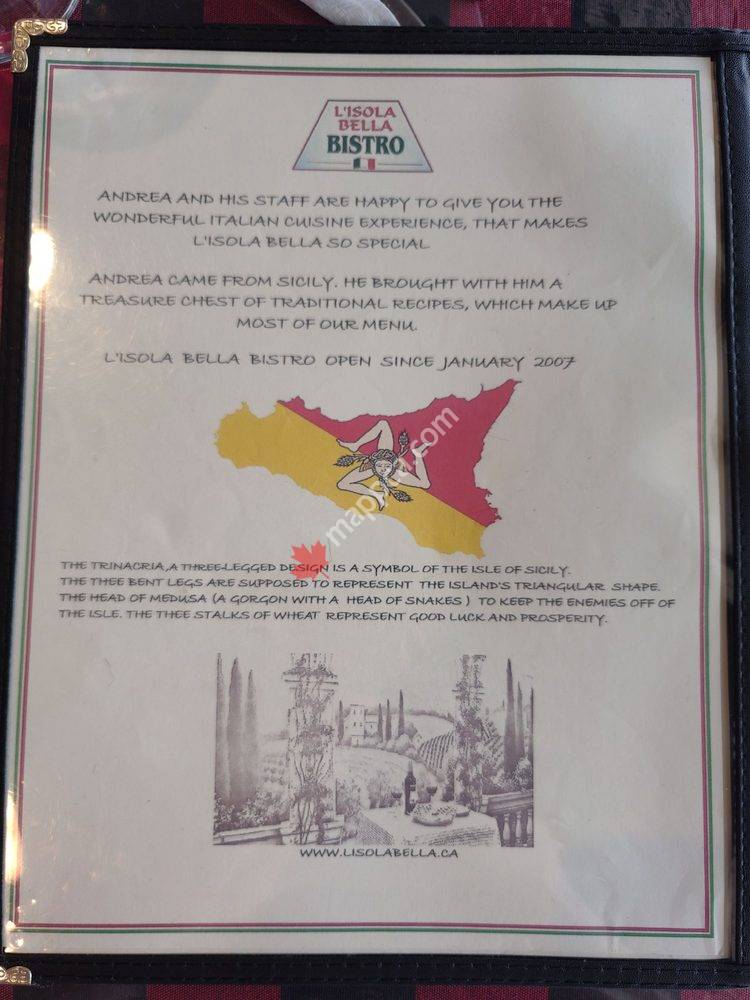 L'ISOLA
BELLA
BISTRO
ANDREA AND HIS STAFF ARE HAPPY TO GIVE YOU THE
WONDERFUL ITALIAN CUISINE EXPERIENCE, THAT MAKES
L'ISOLA BELLA SO SPECIAL
ANDREA CAME FROM SICILY. HE BROUGHT WITH HIM A
TREASURE CHEST OF TRADITIONAL RECIPES, WHICH MAKE UP
MOST OF OUR MENU.
L'ISOLA BELLA BISTRO OPEN SINCE JANUARY 2007
mapped.com
THE TRINACRIA, A THREE-LEGGED DESIGN IS A SYMBOL OF THE ISLE OF SICILY.
THE THEE BENT LEGS ARE SUPPOSED TO REPRESENT THE ISLAND'S TRIANGULAR SHAPE.
THE HEAD OF MEDUSA (A GORGON WITH A HEAD OF SNAKES ) TO KEEP THE ENEMIES OFF OF
THE ISLE. THE THEE STALKS OF WHEAT REPRESENT GOOD LUCK AND PROSPERITY.
WWW.LISOLABELLA.CA